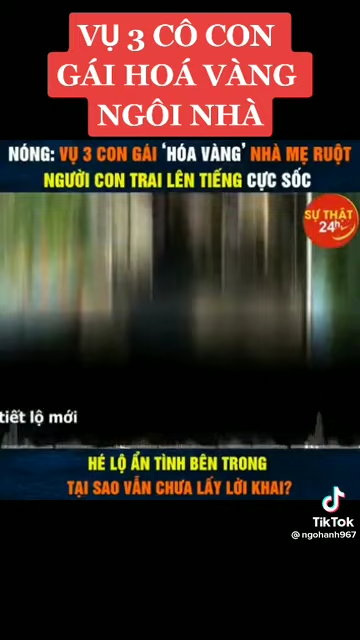 VỤ 3 CÔ CON
GÁI HOÁ VÀNG
NGÔI NHÀ
NÓNG: VỤ 3 CON GÁI ‘HÓA VÀNG’ NHÀ MẸ RUỘT
NGƯỜI CON TRAI LÊN TIẾNG CỰC SỐC
SỰ THẬT
24h
tiết lộ mới
HÉ LỘ ẨN TÌNH BÊN TRONG
TẠI SAO VẪN CHƯA LẤY LỜI KHAI?
TikTok
@ngohanh967